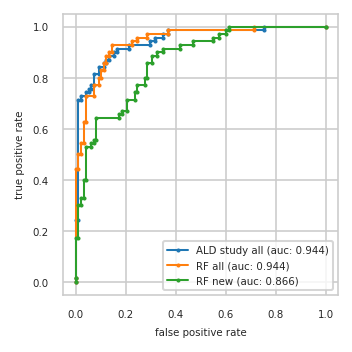 1.0
0.8
0.6
0.4
0.2
0.0
true positive rate
ALD study all (auc: 0.944)
RF all (auc: 0.944)
RF new (auc: 0.866)
0.0 0.2 0.4 0.6 0.8 1.0
false positive rate